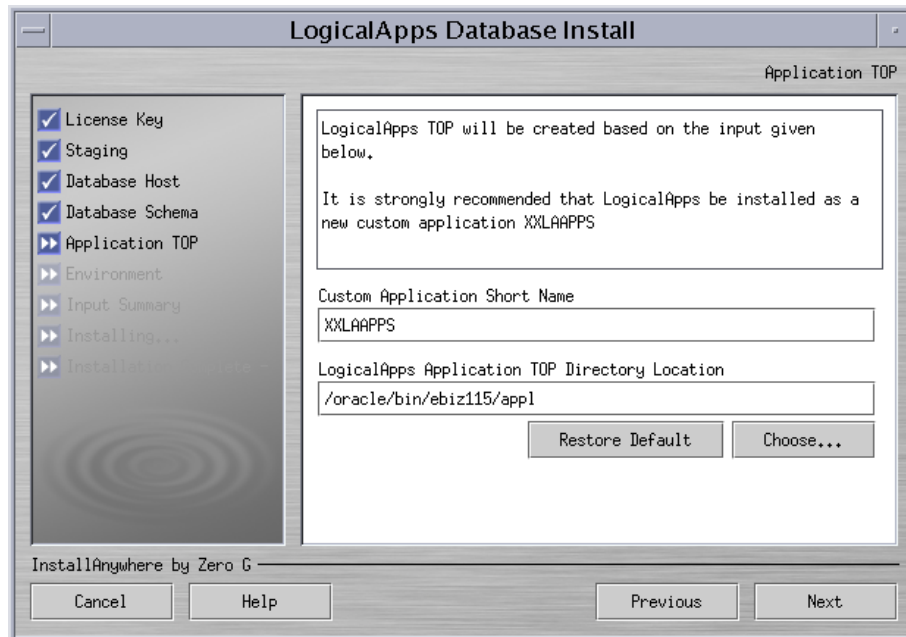 LogicalApps Database Install
Application TOP
License Key
Staging
Database Host
Database Schema
Application TOP
Environment
Input Summary
Installing...
LogicalApps TOP will be created based on the input given
below.
It is strongly recommended that LogicalApps be installed as a
new custom application XXLAAPPS
Custom Application Short Name
XXLAAPPS
LogicalApps Application TOP Directory Location
/oracle/bin/ebiz115/appl
Restore Default
Choose...
InstallAnywhere by Zero G
Cancel
Help
Previous
Next